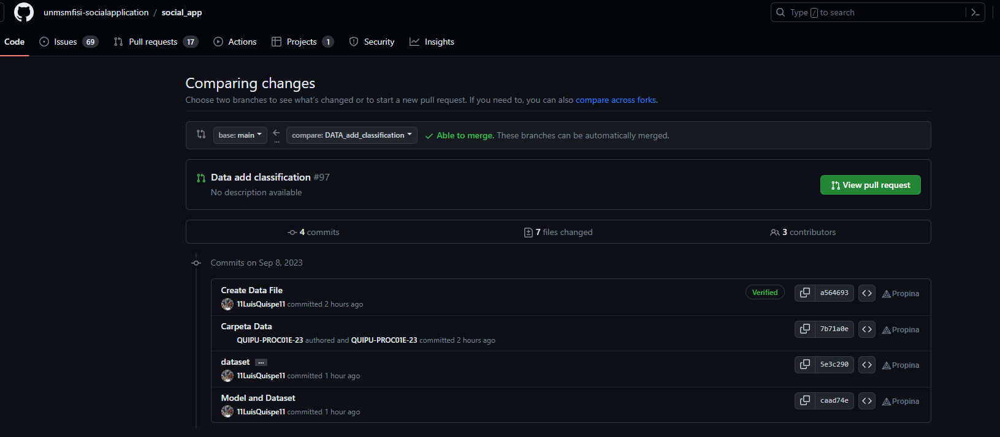 unmsmfisi-socialapplication / social_app
Type / to search
Code Issues 69 Pull requests 17 Actions Projects 1 Security Insights
Comparing changes
Choose two branches to see what's changed or to start a new pull request. If you need to, you can also compare across forks.
base: main ... compare: DATA_add_classification Able to merge. These branches can be automatically merged.
Data add classification #97
No description available
View pull request
4 commits 7 files changed 3 contributors
Commits on Sep 8, 2023
Create Data File
11LuisQuispe11 committed 2 hours ago
Verified a564693 Propina
Carpeta Data
QUIPU-PROC01E-23 authored and QUIPU-PROC01E-23 committed 2 hours ago
7b71a0e Propina
dataset ...
11LuisQuispe11 committed 1 hour ago
5e3c290 Propina
Model and Dataset
11LuisQuispe11 committed 1 hour ago
caad74e Propina